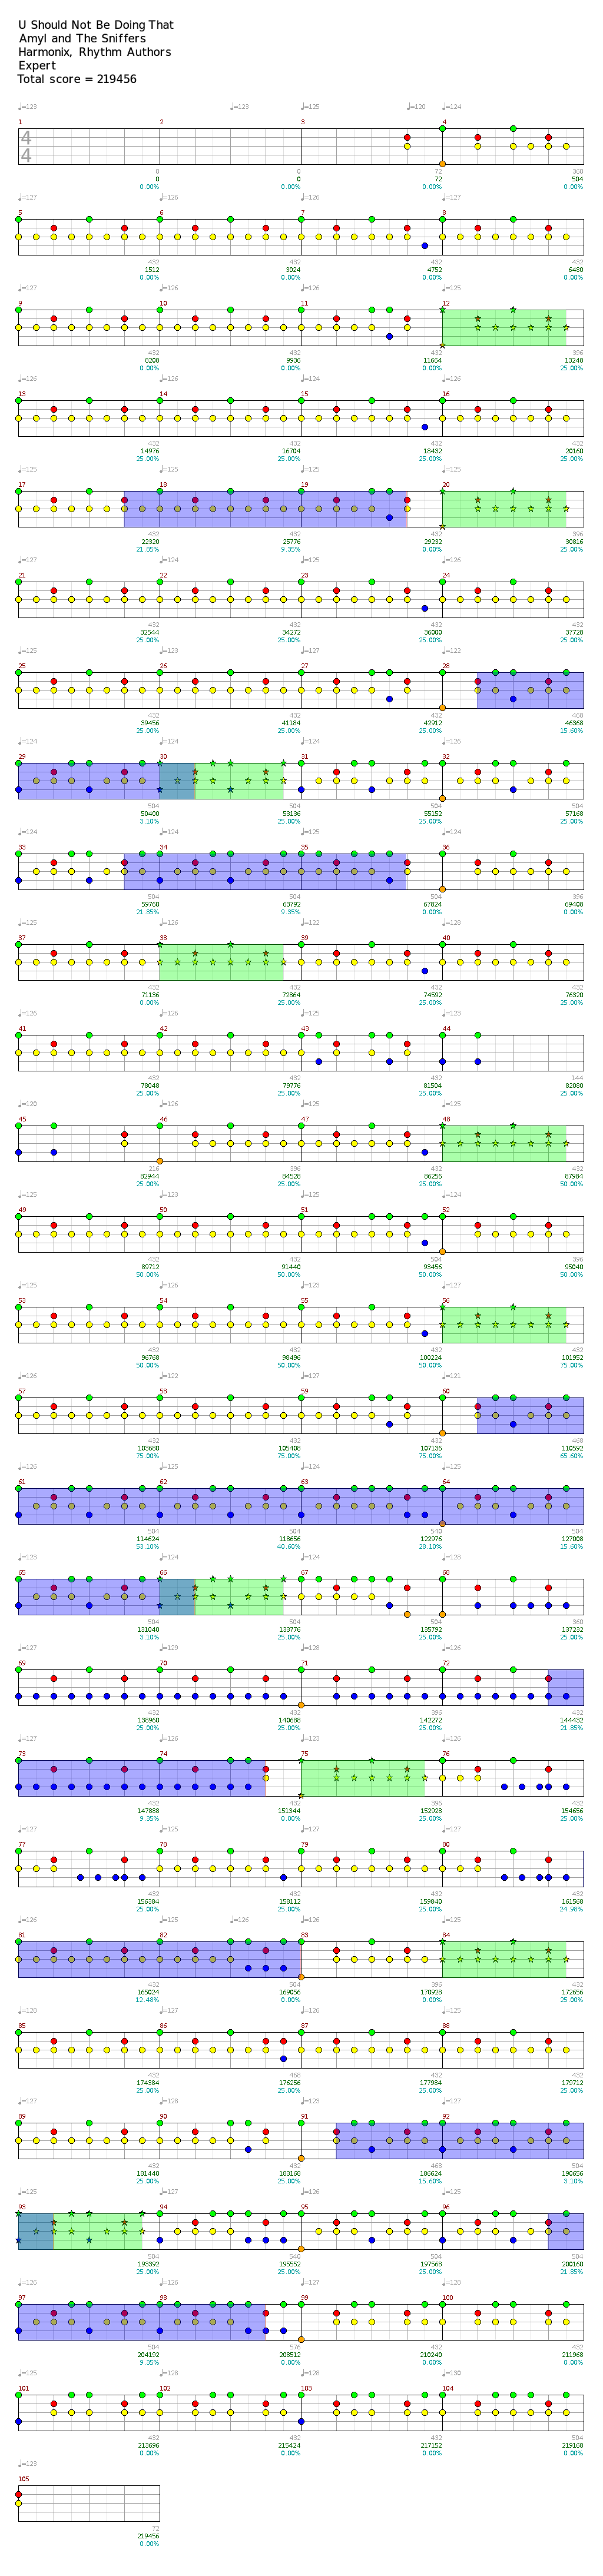 U Should Not Be Doing That
Amyl and The Sniffers
Harmonix, Rhythm Authors
Expert
Total score = 219456
♩=123 ♩=123 ♩=125 ♩=120 ♩=124
1 2 3 4
4
4
0 0 72 360
0 0 72 504
0.00% 0.00% 0.00% 0.00%
♩=127 ♩=126 ♩=126 ♩=127
5 6 7 8
432 432 432 432
1512 3024 4752 6480
0.00% 0.00% 0.00% 0.00%
♩=127 ♩=126 ♩=126 ♩=125
9 10 11 12
432 432 432 396
8208 9936 11664 13248
0.00% 0.00% 0.00% 25.00%
♩=126 ♩=126 ♩=124 ♩=126
13 14 15 16
432 432 432 432
14976 16704 18432 20160
25.00% 25.00% 25.00% 25.00%
♩=125 ♩=125 ♩=125
17 18 19 20
432 432 432 396
22320 25776 29232 30816
21.85% 9.35% 0.00% 25.00%
♩=127 ♩=124 ♩=126
21 22 23 24
432 432 432 432
32544 34272 36000 37728
25.00% 25.00% 25.00% 25.00%
♩=125 ♩=123 ♩=127 ♩=122
25 26 27 28
432 432 432 468
39456 41184 42912 46368
25.00% 25.00% 25.00% 15.60%
♩=124 ♩=124 ♩=124 ♩=126
29 30 31 32
504 504 504 504
50400 53136 55152 57168
3.10% 25.00% 25.00% 25.00%
♩=124 ♩=124 ♩=125
33 34 35 36
504 504 504 396
59760 63792 67824 69408
21.85% 9.35% 0.00% 0.00%
♩=125 ♩=126 ♩=122 ♩=128
37 38 39 40
432 432 432 432
71136 72864 74592 76320
0.00% 25.00% 25.00% 25.00%
♩=126 ♩=125 ♩=123
41 42 43 44
432 432 432 144
78048 79776 81504 82080
25.00% 25.00% 25.00% 25.00%
♩=120 ♩=126 ♩=125 ♩=125
45 46 47 48
216 396 432 432
82944 84528 86256 87984
25.00% 25.00% 25.00% 50.00%
♩=125 ♩=123 ♩=125 ♩=124
49 50 51 52
432 432 504 396
89712 91440 93456 95040
50.00% 50.00% 50.00% 50.00%
♩=125 ♩=126 ♩=123 ♩=127
53 54 55 56
432 432 432 432
96768 98496 100224 101952
50.00% 50.00% 50.00% 75.00%
♩=126 ♩=122 ♩=127 ♩=121
57 58 59 60
432 432 432 468
103680 105408 107136 110592
75.00% 75.00% 75.00% 65.60%
♩=126 ♩=124 ♩=125
61 62 63 64
504 504 540 504
114624 118656 122976 127008
53.10% 40.60% 28.10% 15.60%
♩=123 ♩=124 ♩=124 ♩=128
65 66 67 68
504 504 504 360
131040 133776 135792 137232
3.10% 25.00% 25.00% 25.00%
♩=127 ♩=129 ♩=128 ♩=126
69 70 71 72
432 432 396 432
138960 140688 142272 144432
25.00% 25.00% 25.00% 21.85%
♩=127 ♩=124 ♩=125 ♩=126
73 74 75 76
432 432 396 432
147888 151344 152928 154656
9.35% 0.00% 25.00% 25.00%
♩=127 ♩=125 ♩=127 ♩=127
77 78 79 80
432 432 432 432
156384 158112 159840 161568
25.00% 25.00% 25.00% 24.98%
♩=126 ♩=125 ♩=126 ♩=126 ♩=125
81 82 83 84
432 432 396 432
165024 169056 170928 172656
12.48% 0.00% 0.00% 25.00%
♩=128 ♩=127 ♩=126
85 86 87 88
432 468 432 432
174384 176256 177984 179712
25.00% 25.00% 25.00% 25.00%
♩=127 ♩=128 ♩=123 ♩=127
89 90 91 92
432 432 468 504
181440 183168 186624 190656
25.00% 25.00% 15.60% 3.10%
♩=125 ♩=127 ♩=125
93 94 95 96
504 540 504 504
193392 195552 197568 200160
25.00% 25.00% 25.00% 21.85%
♩=126 ♩=126 ♩=127 ♩=128
97 98 99 100
504 576 432 432
204192 208512 210240 211968
9.35% 0.00% 0.00% 0.00%
♩=125 ♩=128 ♩=128 ♩=130
101 102 103 104
432 432 432 504
213696 215424 217152 219168
0.00% 0.00% 0.00% 0.00%
♩=123
105
72
219456
0.00%